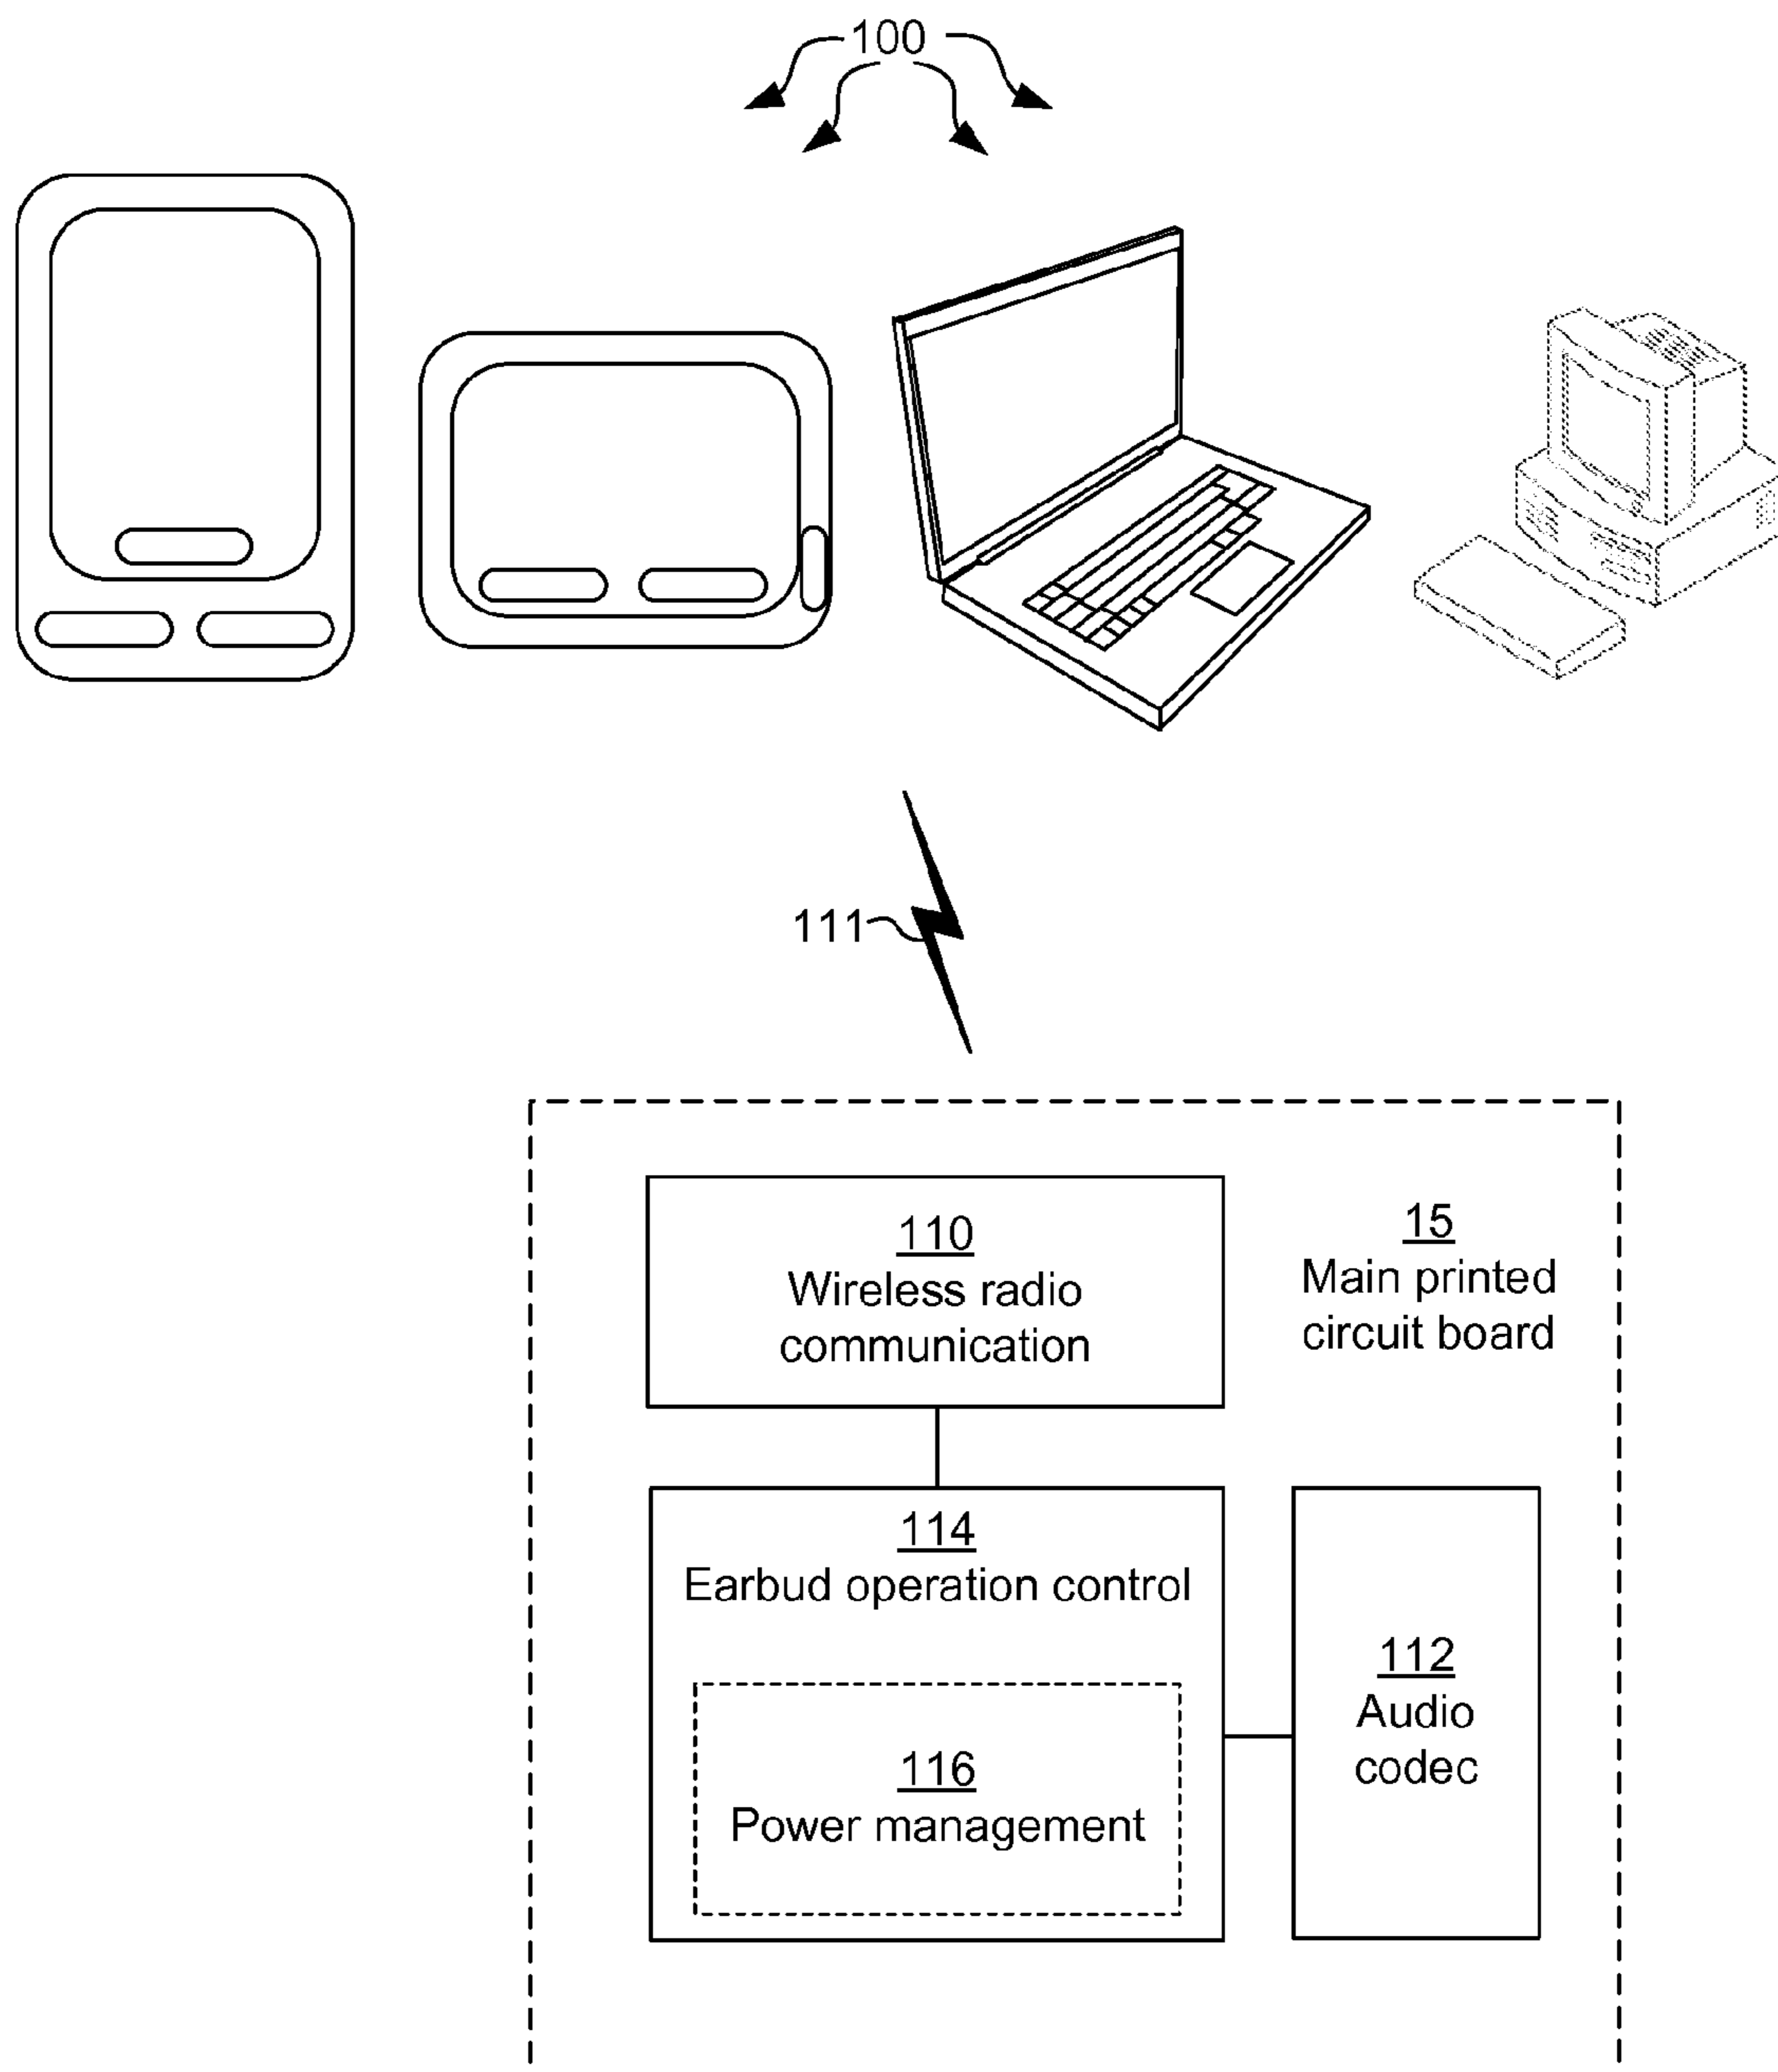 100
111
110
Wireless radio
communication
15
Main printed
circuit board
114
Earbud operation control
112
Audio
codec
116
Power management